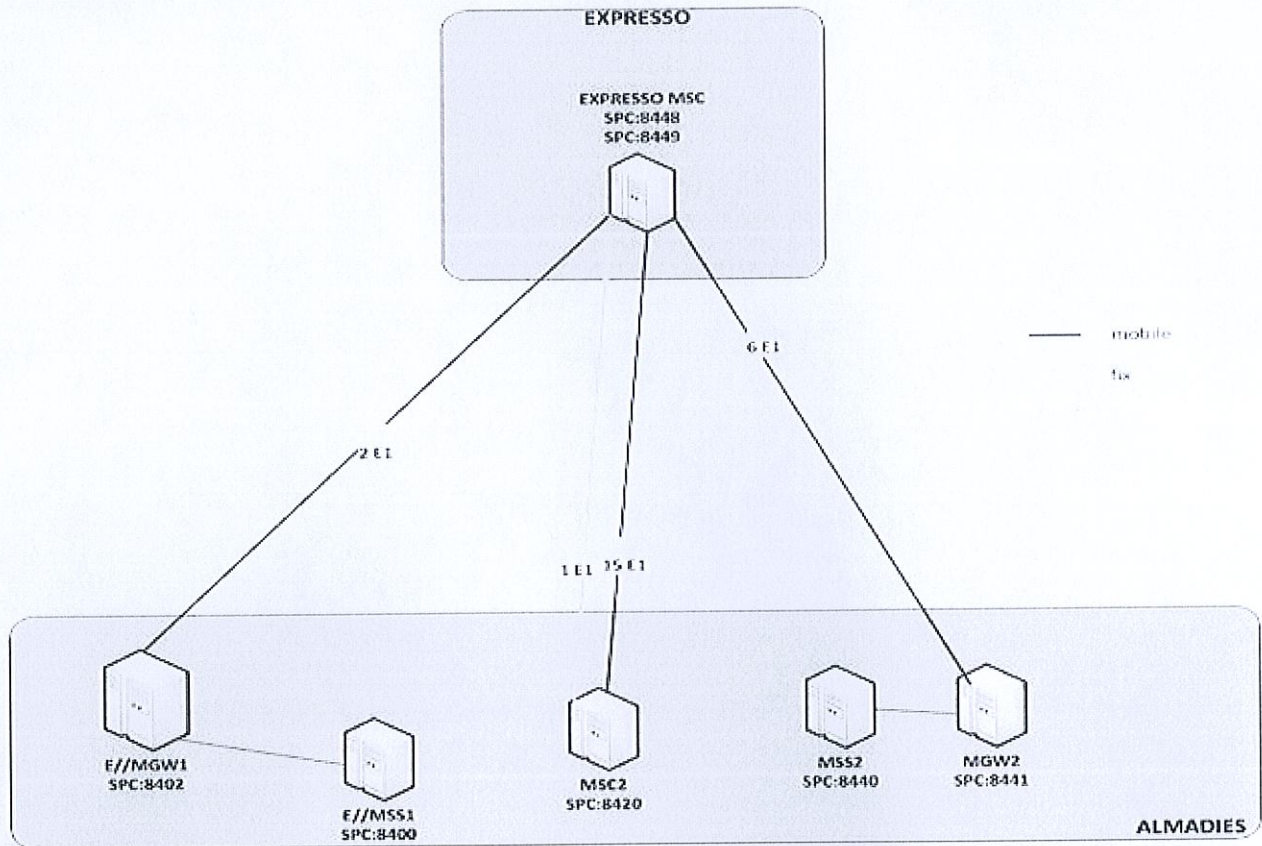 EXPRESSO
EXPRESSO MSC
SPC:8448
SPC:8449
6 E1
mobile
fix
2 E1
1 E1
15 E1
E//MGW1
SPC:8402
E//MSS1
SPC:8400
MSC2
SPC:8420
MSS2
SPC:8440
MGW2
SPC:8441
ALMADIES